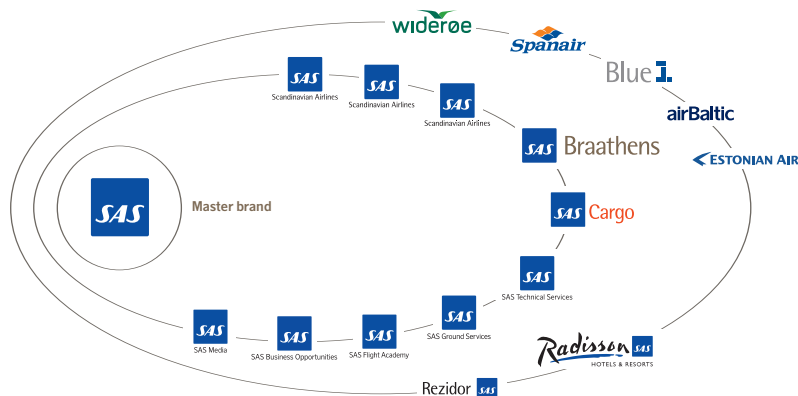 widerøe
Spanair
Blue1.
airBaltic
ESTONIAN AIR
SAS
Scandinavian Airlines
SAS
Scandinavian Airlines
SAS
Scandinavian Airlines
SAS Braathens
SAS Cargo
SAS
Master brand
SAS
SAS Technical Services
SAS
SAS Ground Services
SAS
SAS Flight Academy
SAS
SAS Business Opportunities
SAS
SAS Media
Radisson SAS
HOTELS & RESORTS
Rezidor SAS